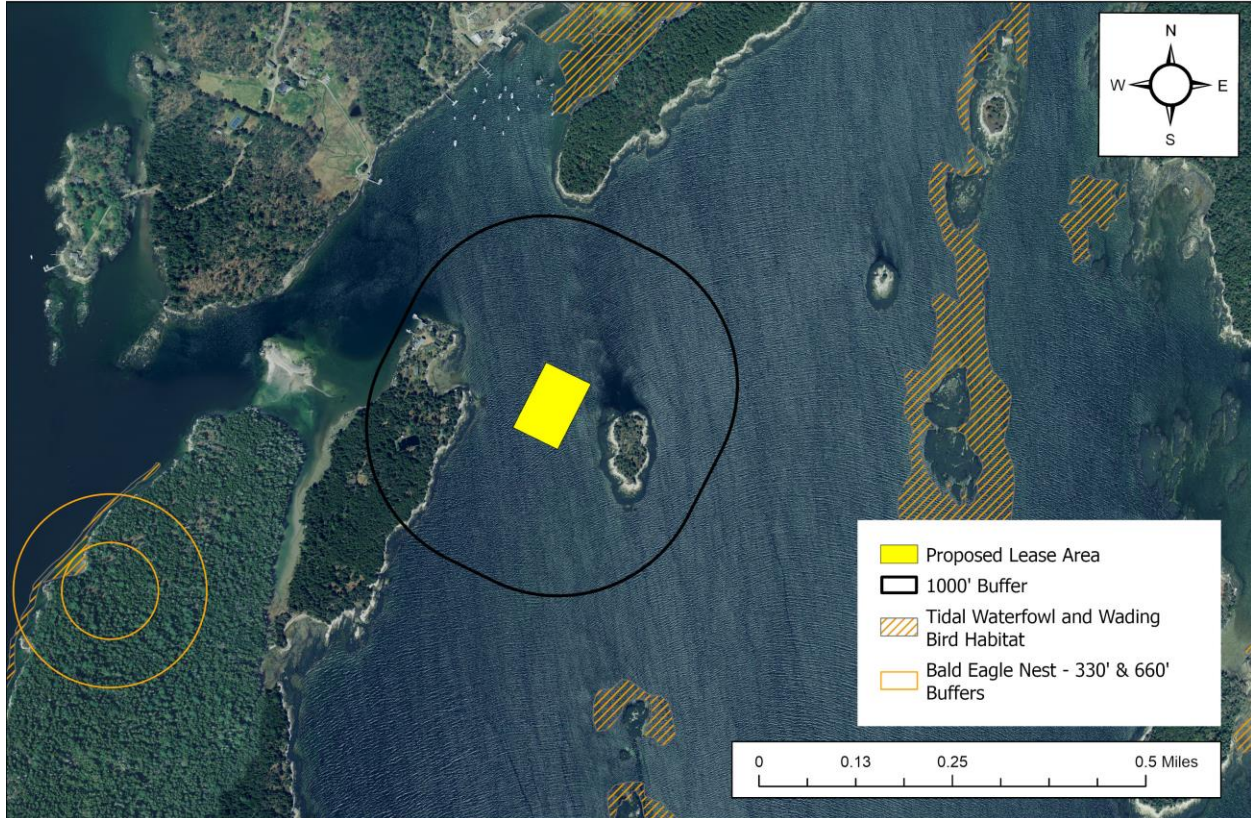 N
W E
S
Proposed Lease Area
1000' Buffer
Tidal Waterfowl and Wading
Bird Habitat
Bald Eagle Nest - 330' & 660'
Buffers
0 0.13 0.25 0.5 Miles